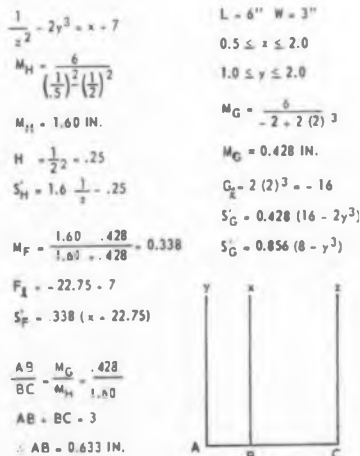 1/z² - 2y³ = x + 7
M_H = 6 / ((1/.5)² - (1/2)²)
M_H = 1.60 IN.
H = 1/2² = .25
S'_H = 1.6 1/z - .25
M_F = 1.60 .428 / 1.60 + .428 = 0.338
F_1 = -22.75 + 7
S'_F = .338 (x + 22.75)
AB/BC = M_G/M_H = .428/1.60
AB + BC = 3
∴ AB = 0.633 IN.
L = 6" W = 3"
0.5 ≤ z ≤ 2.0
1.0 ≤ y ≤ 2.0
M_G = 6 / -2 + 2 (2)³
M_G = 0.428 IN.
G = 2 (2)³ = -16
S'_G = 0.428 (16 - 2y³)
S'_G = 0.856 (8 - y³)
y x z
A B C